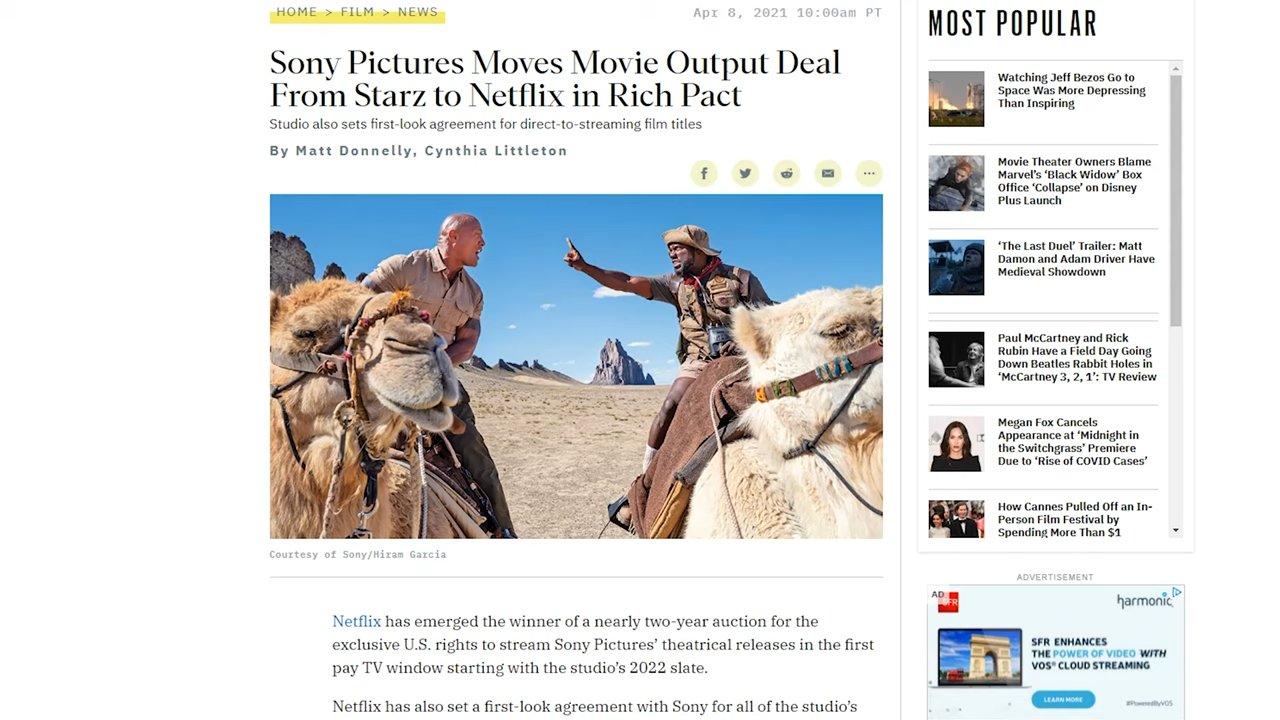 HOME > FILM > NEWS
Apr 8, 2021 10:00am PT
Sony Pictures Moves Movie Output Deal
From Starz to Netflix in Rich Pact
Studio also sets first-look agreement for direct-to-streaming film titles
By Matt Donnelly, Cynthia Littleton
Courtesy of Sony/Hiram Garcia
Netflix has emerged the winner of a nearly two-year auction for the
exclusive U.S. rights to stream Sony Pictures’ theatrical releases in the first
pay TV window starting with the studio’s 2022 slate.
Netflix has also set a first-look agreement with Sony for all of the studio’s
MOST POPULAR
Watching Jeff Bezos Go to
Space Was More Depressing
Than Inspiring
Movie Theater Owners Blame
Marvel’s ‘Black Widow’ Box
Office ‘Collapse’ on Disney
Plus Launch
‘The Last Duel’ Trailer: Matt
Damon and Adam Driver Have
Medieval Showdown
Paul McCartney and Rick
Rubin Have a Field Day Going
Down Beatles Rabbit Holes in
‘McCartney 3, 2, 1’: TV Review
Megan Fox Cancels
Appearance at ‘Midnight in
the Switchgrass’ Premiere
Due to ‘Rise of COVID Cases’
How Cannes Pulled Off an In-
Person Film Festival by
Spending More Than $1
ADVERTISEMENT
AD
SFR
harmonic
SFR ENHANCES
THE POWER OF VIDEO WITH
VOS® CLOUD STREAMING
LEARN MORE
#PoweredByVOS